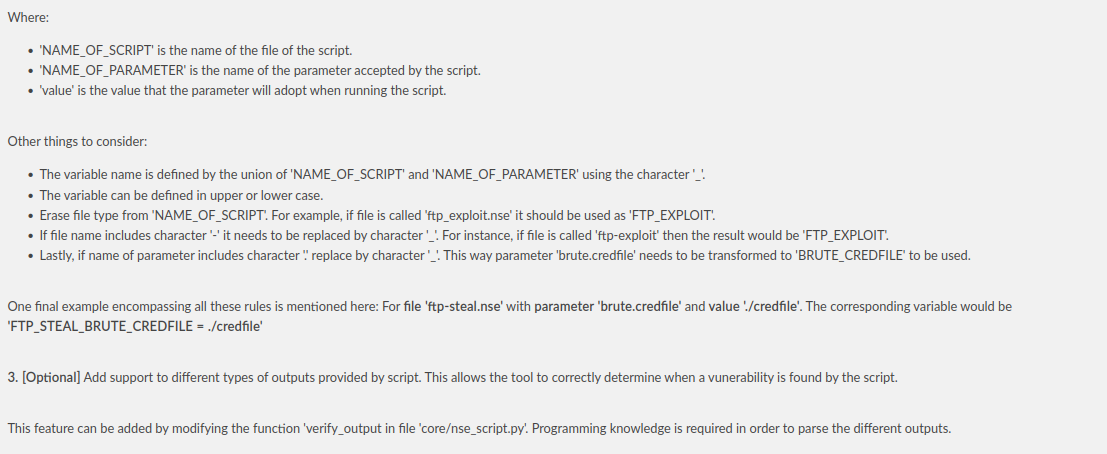 Where:
• 'NAME_OF_SCRIPT' is the name of the file of the script.
• 'NAME_OF_PARAMETER' is the name of the parameter accepted by the script.
• 'value' is the value that the parameter will adopt when running the script.
Other things to consider:
• The variable name is defined by the union of 'NAME_OF_SCRIPT' and 'NAME_OF_PARAMETER' using the character '_'.
• The variable can be defined in upper or lower case.
• Erase file type from 'NAME_OF_SCRIPT'. For example, if file is called 'ftp_exploit.nse' it should be used as 'FTP_EXPLOIT'.
• If file name includes character '-' it needs to be replaced by character '_'. For instance, if file is called 'ftp-exploit' then the result would be 'FTP_EXPLOIT'.
• Lastly, if name of parameter includes character '.' replace by character '_'. This way parameter 'brute.credfile' needs to be transformed to 'BRUTE_CREDFILE' to be used.
One final example encompassing all these rules is mentioned here: For file 'ftp-steal.nse' with parameter 'brute.credfile' and value './credfile'. The corresponding variable would be
'FTP_STEAL_BRUTE_CREDFILE = ./credfile'
3. [Optional] Add support to different types of outputs provided by script. This allows the tool to correctly determine when a vunerability is found by the script.
This feature can be added by modifying the function 'verify_output in file 'core/nse_script.py'. Programming knowledge is required in order to parse the different outputs.